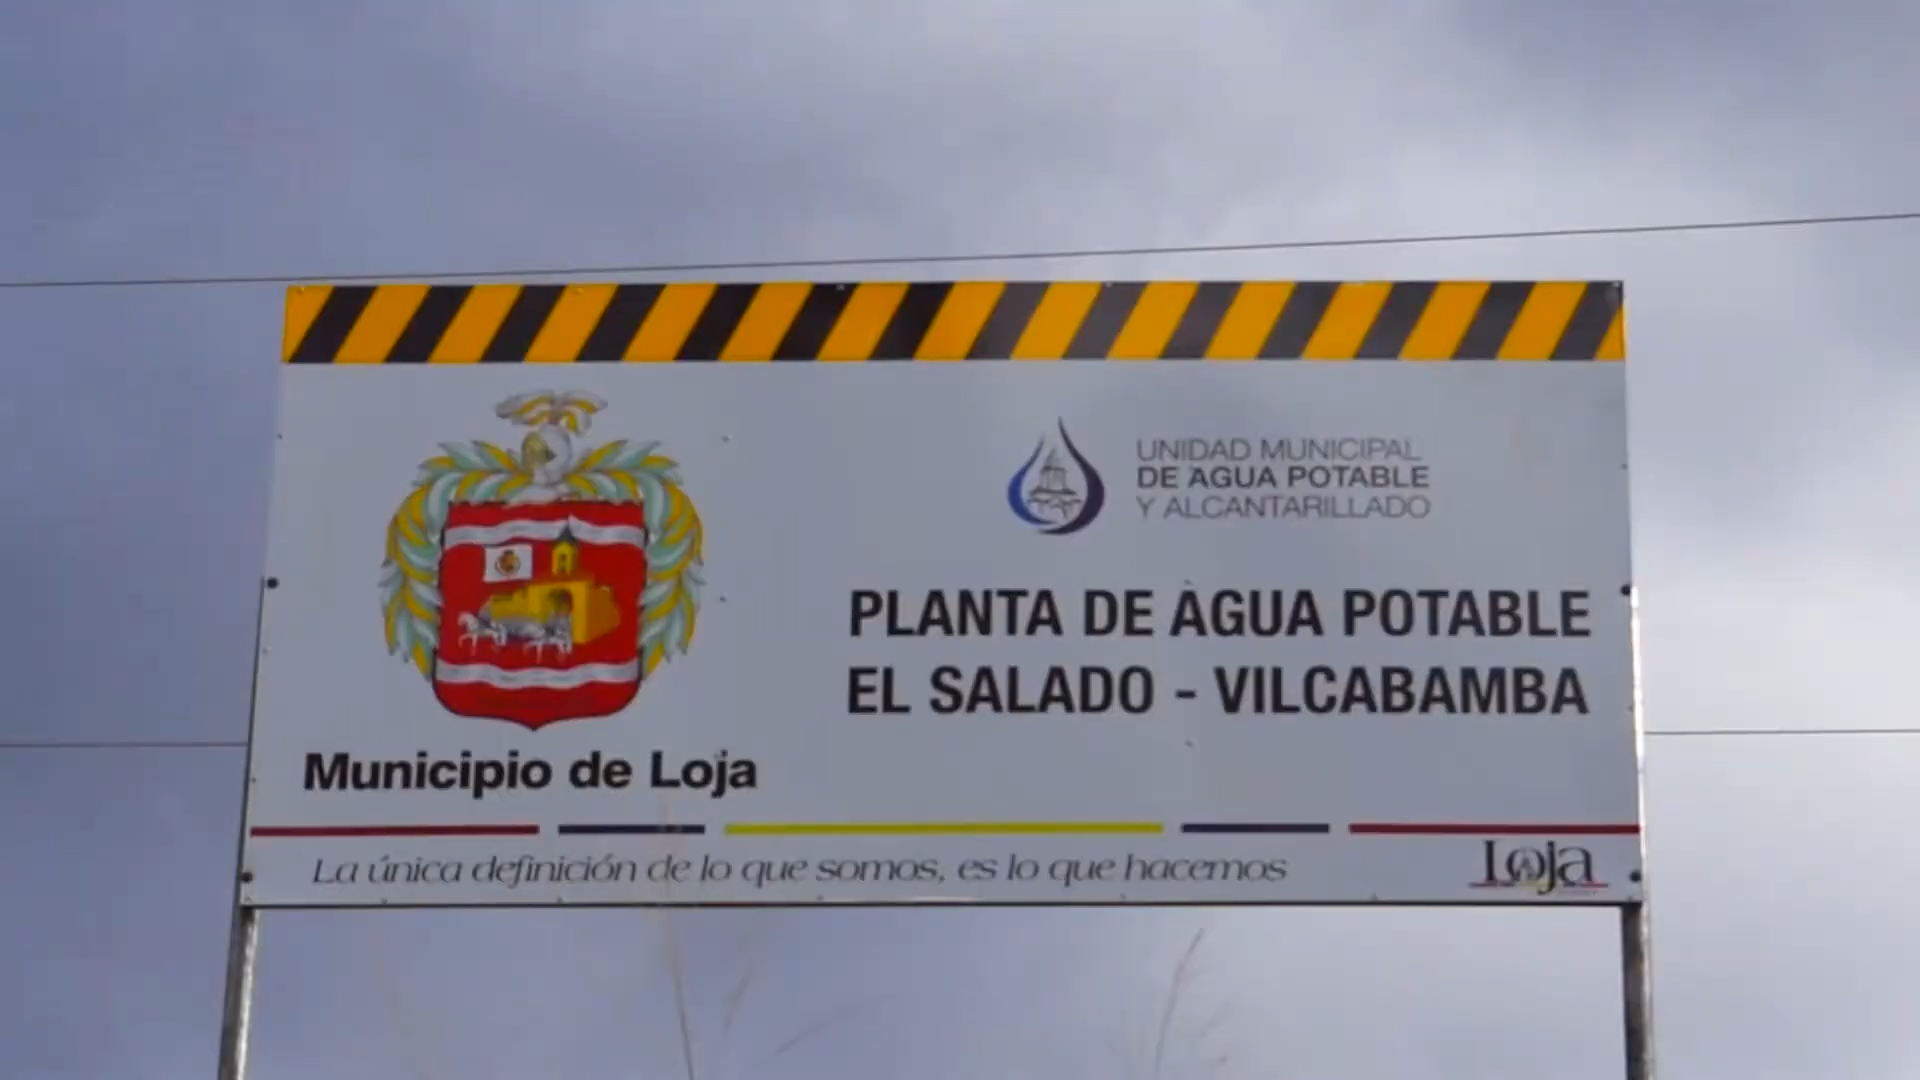 UNIDAD MUNICIPAL
DE AGUA POTABLE
Y ALCANTARILLADO
PLANTA DE AGUA POTABLE
EL SALADO - VILCABAMBA
Municipio de Loja
La única definición de lo que somos, es lo que hacemos
Loja